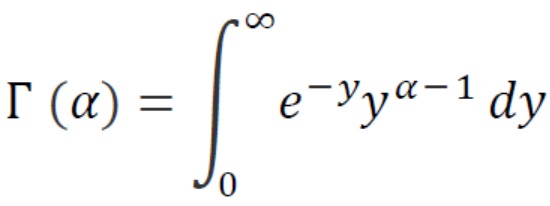 Γ (α) = ∫₀^∞ e^{−y} y^{α−1} dy